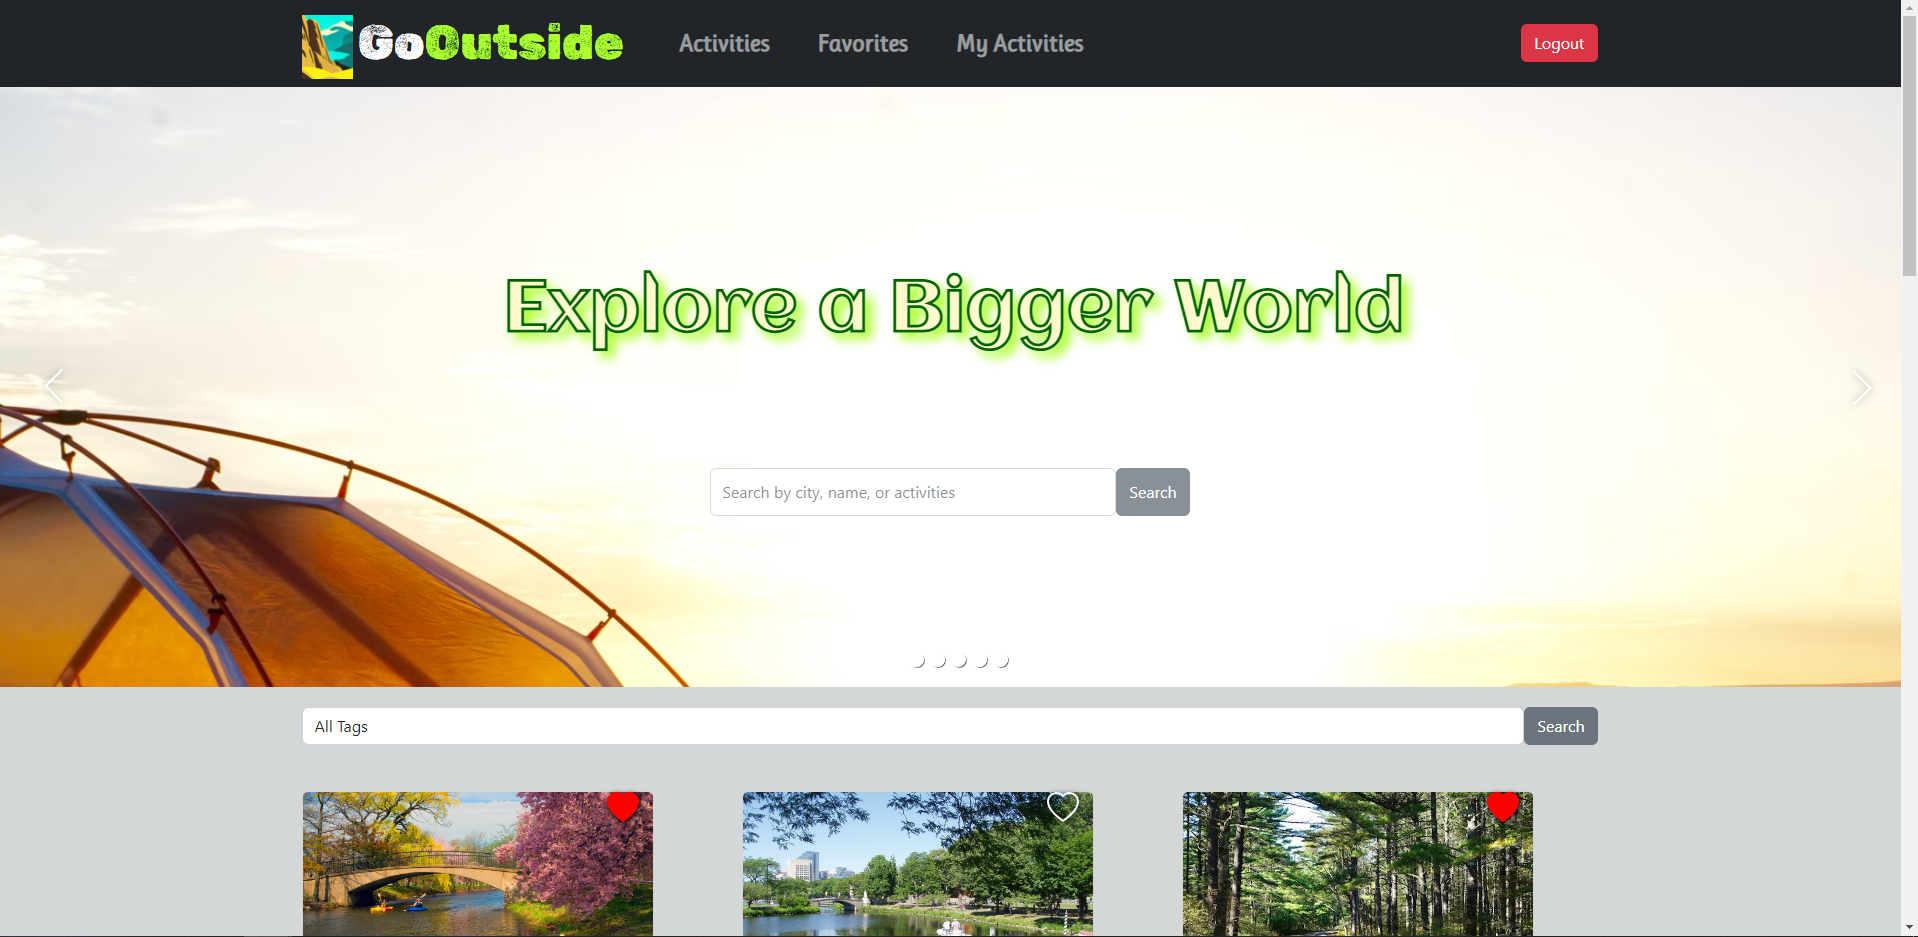 GoOutside
Activities
Favorites
My Activities
Logout
Explore a Bigger World
Search by city, name, or activities
Search
All Tags
Search